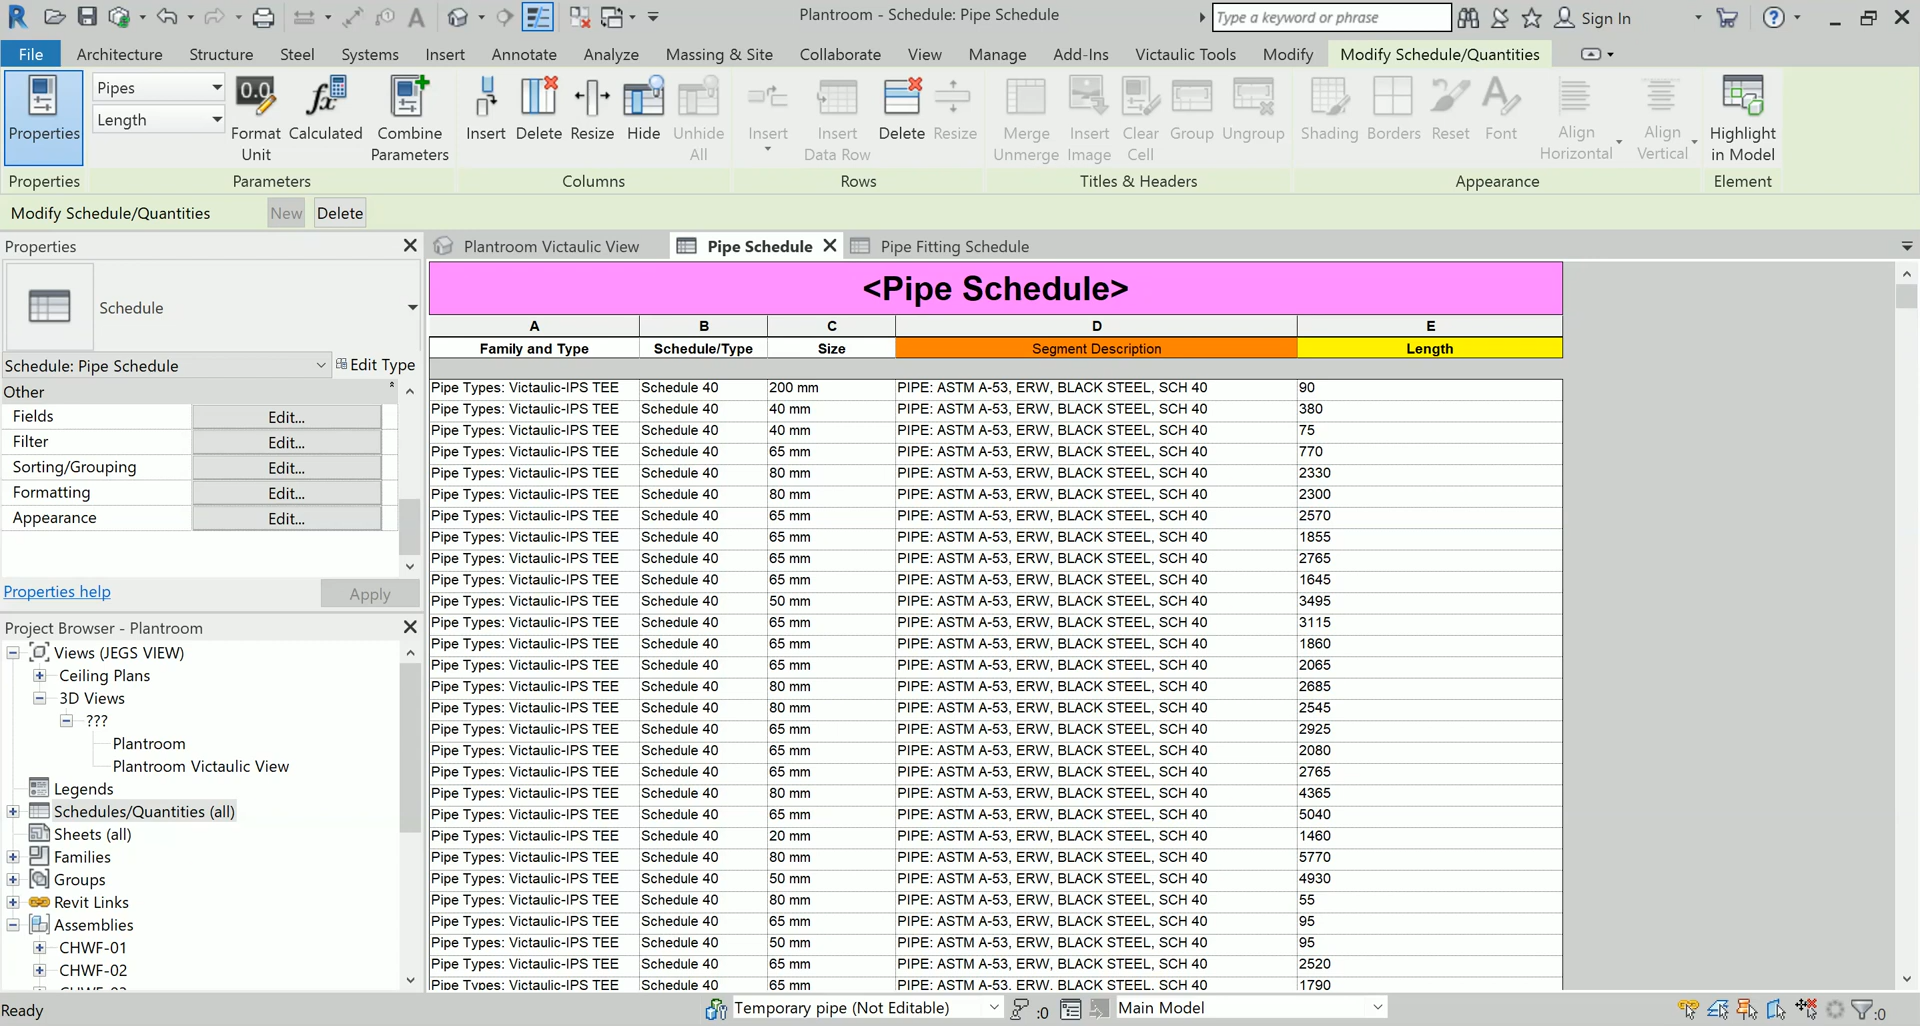 Plantroom - Schedule: Pipe Schedule
Type a keyword or phrase
Sign In
File Architecture Structure Steel Systems Insert Annotate Analyze Massing & Site Collaborate View Manage Add-Ins Victaulic Tools Modify Modify Schedule/Quantities
Properties
Pipes
Length
0.0
Format Unit
fx
Calculated
Combine Parameters
Insert
Delete
Resize
Hide
Unhide All
Insert
Insert Data Row
Delete
Resize
Merge Unmerge
Insert Image
Clear Cell
Group
Ungroup
Shading
Borders
Reset
Font
Align Horizontal
Align Vertical
Highlight in Model
Properties Parameters Columns Rows Titles & Headers Appearance Element
Modify Schedule/Quantities New Delete
Properties
Schedule
Schedule: Pipe Schedule
Edit Type
Other
Fields Edit...
Filter Edit...
Sorting/Grouping Edit...
Formatting Edit...
Appearance Edit...
Properties help
Apply
Project Browser - Plantroom
Views (JEGS VIEW)
Ceiling Plans
3D Views
???
Plantroom
Plantroom Victaulic View
Legends
Schedules/Quantities (all)
Sheets (all)
Families
Groups
Revit Links
Assemblies
CHWF-01
CHWF-02
Plantroom Victaulic View Pipe Schedule Pipe Fitting Schedule
<Pipe Schedule>
A B C D E
Family and Type Schedule/Type Size Segment Description Length
Pipe Types: Victaulic-IPS TEE Schedule 40 200 mm PIPE: ASTM A-53, ERW, BLACK STEEL, SCH 40 90
Pipe Types: Victaulic-IPS TEE Schedule 40 40 mm PIPE: ASTM A-53, ERW, BLACK STEEL, SCH 40 380
Pipe Types: Victaulic-IPS TEE Schedule 40 40 mm PIPE: ASTM A-53, ERW, BLACK STEEL, SCH 40 75
Pipe Types: Victaulic-IPS TEE Schedule 40 65 mm PIPE: ASTM A-53, ERW, BLACK STEEL, SCH 40 770
Pipe Types: Victaulic-IPS TEE Schedule 40 80 mm PIPE: ASTM A-53, ERW, BLACK STEEL, SCH 40 2330
Pipe Types: Victaulic-IPS TEE Schedule 40 80 mm PIPE: ASTM A-53, ERW, BLACK STEEL, SCH 40 2300
Pipe Types: Victaulic-IPS TEE Schedule 40 65 mm PIPE: ASTM A-53, ERW, BLACK STEEL, SCH 40 2570
Pipe Types: Victaulic-IPS TEE Schedule 40 65 mm PIPE: ASTM A-53, ERW, BLACK STEEL, SCH 40 1855
Pipe Types: Victaulic-IPS TEE Schedule 40 65 mm PIPE: ASTM A-53, ERW, BLACK STEEL, SCH 40 2765
Pipe Types: Victaulic-IPS TEE Schedule 40 65 mm PIPE: ASTM A-53, ERW, BLACK STEEL, SCH 40 1645
Pipe Types: Victaulic-IPS TEE Schedule 40 50 mm PIPE: ASTM A-53, ERW, BLACK STEEL, SCH 40 3495
Pipe Types: Victaulic-IPS TEE Schedule 40 65 mm PIPE: ASTM A-53, ERW, BLACK STEEL, SCH 40 3115
Pipe Types: Victaulic-IPS TEE Schedule 40 65 mm PIPE: ASTM A-53, ERW, BLACK STEEL, SCH 40 1860
Pipe Types: Victaulic-IPS TEE Schedule 40 65 mm PIPE: ASTM A-53, ERW, BLACK STEEL, SCH 40 2065
Pipe Types: Victaulic-IPS TEE Schedule 40 80 mm PIPE: ASTM A-53, ERW, BLACK STEEL, SCH 40 2685
Pipe Types: Victaulic-IPS TEE Schedule 40 80 mm PIPE: ASTM A-53, ERW, BLACK STEEL, SCH 40 2545
Pipe Types: Victaulic-IPS TEE Schedule 40 65 mm PIPE: ASTM A-53, ERW, BLACK STEEL, SCH 40 2925
Pipe Types: Victaulic-IPS TEE Schedule 40 65 mm PIPE: ASTM A-53, ERW, BLACK STEEL, SCH 40 2080
Pipe Types: Victaulic-IPS TEE Schedule 40 65 mm PIPE: ASTM A-53, ERW, BLACK STEEL, SCH 40 2765
Pipe Types: Victaulic-IPS TEE Schedule 40 80 mm PIPE: ASTM A-53, ERW, BLACK STEEL, SCH 40 4365
Pipe Types: Victaulic-IPS TEE Schedule 40 65 mm PIPE: ASTM A-53, ERW, BLACK STEEL, SCH 40 5040
Pipe Types: Victaulic-IPS TEE Schedule 40 20 mm PIPE: ASTM A-53, ERW, BLACK STEEL, SCH 40 1460
Pipe Types: Victaulic-IPS TEE Schedule 40 80 mm PIPE: ASTM A-53, ERW, BLACK STEEL, SCH 40 5770
Pipe Types: Victaulic-IPS TEE Schedule 40 50 mm PIPE: ASTM A-53, ERW, BLACK STEEL, SCH 40 4930
Pipe Types: Victaulic-IPS TEE Schedule 40 80 mm PIPE: ASTM A-53, ERW, BLACK STEEL, SCH 40 55
Pipe Types: Victaulic-IPS TEE Schedule 40 65 mm PIPE: ASTM A-53, ERW, BLACK STEEL, SCH 40 95
Pipe Types: Victaulic-IPS TEE Schedule 40 50 mm PIPE: ASTM A-53, ERW, BLACK STEEL, SCH 40 95
Pipe Types: Victaulic-IPS TEE Schedule 40 65 mm PIPE: ASTM A-53, ERW, BLACK STEEL, SCH 40 2520
Pipe Types: Victaulic-IPS TEE Schedule 40 65 mm PIPE: ASTM A-53, ERW, BLACK STEEL, SCH 40 1790
Ready
Temporary pipe (Not Editable)
:0
Main Model
:0